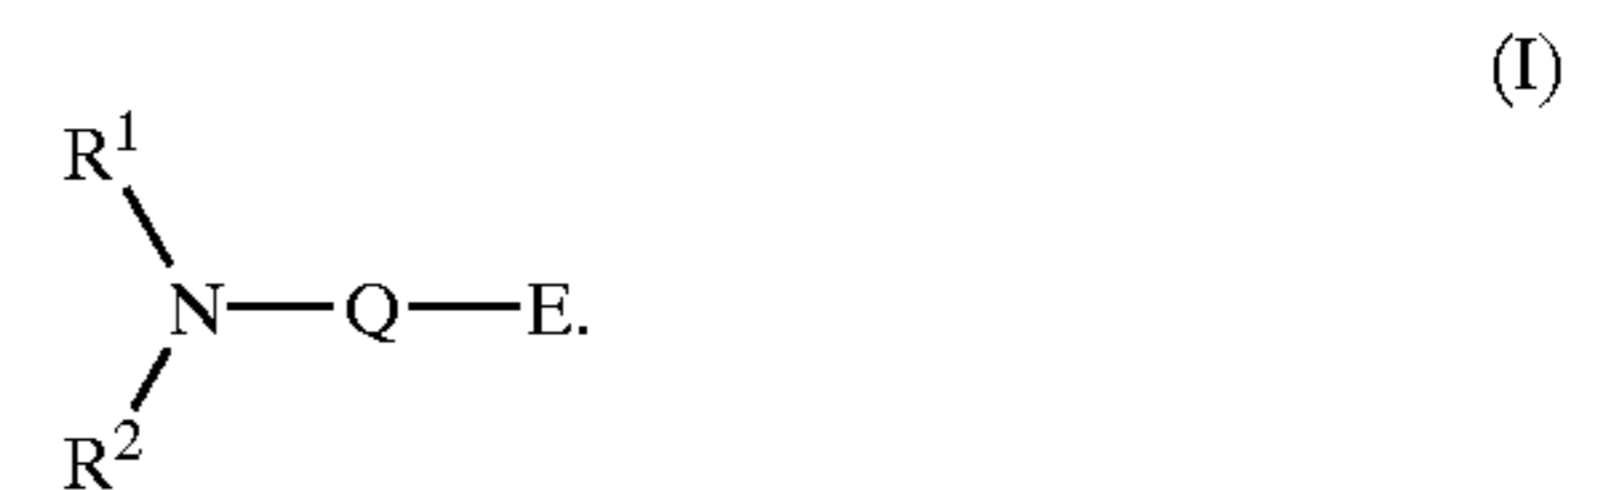 (I)
R¹
N—Q—E.
R²